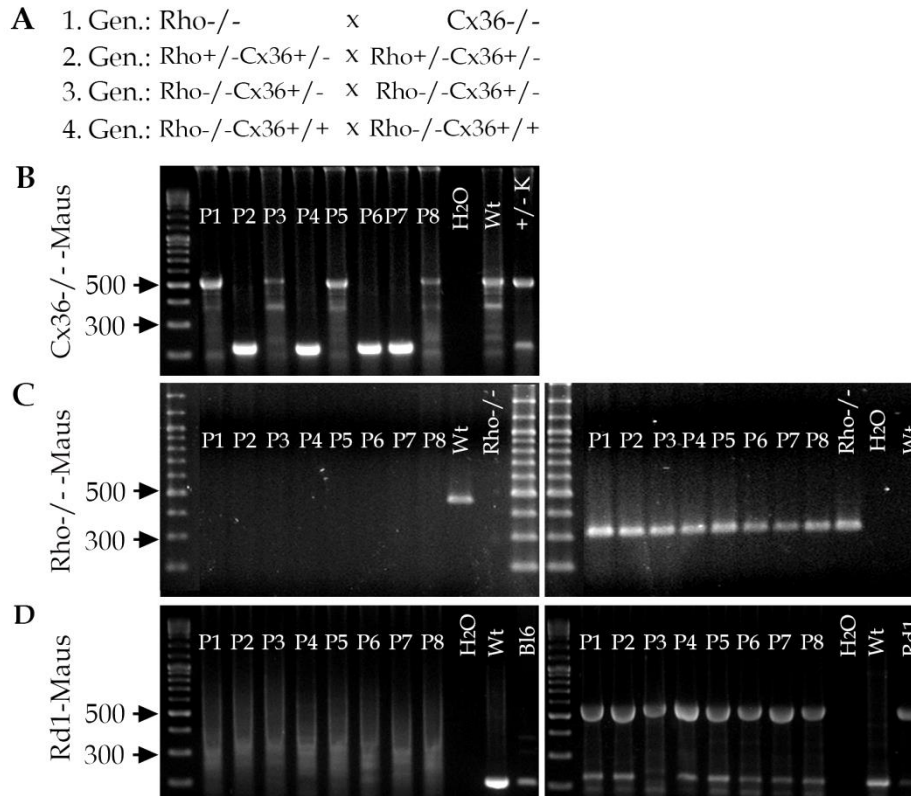 A
1. Gen.: Rho-/- x Cx36-/-
2. Gen.: Rho+/-Cx36+/- x Rho+/-Cx36+/-
3. Gen.: Rho-/-Cx36+/- x Rho-/-Cx36+/-
4. Gen.: Rho-/-Cx36+/+ x Rho-/-Cx36+/+
B
Cx36-/- -Maus
500
300
P1 P2 P3 P4 P5 P6 P7 P8 H2O Wt +/- K
C
Rho-/- -Maus
500
300
P1 P2 P3 P4 P5 P6 P7 P8 Wt Rho-/-
P1 P2 P3 P4 P5 P6 P7 P8 Rho-/- H2O Wt
D
Rd1-Maus
500
300
P1 P2 P3 P4 P5 P6 P7 P8 H2O Wt Bl6
P1 P2 P3 P4 P5 P6 P7 P8 H2O Wt Rd1